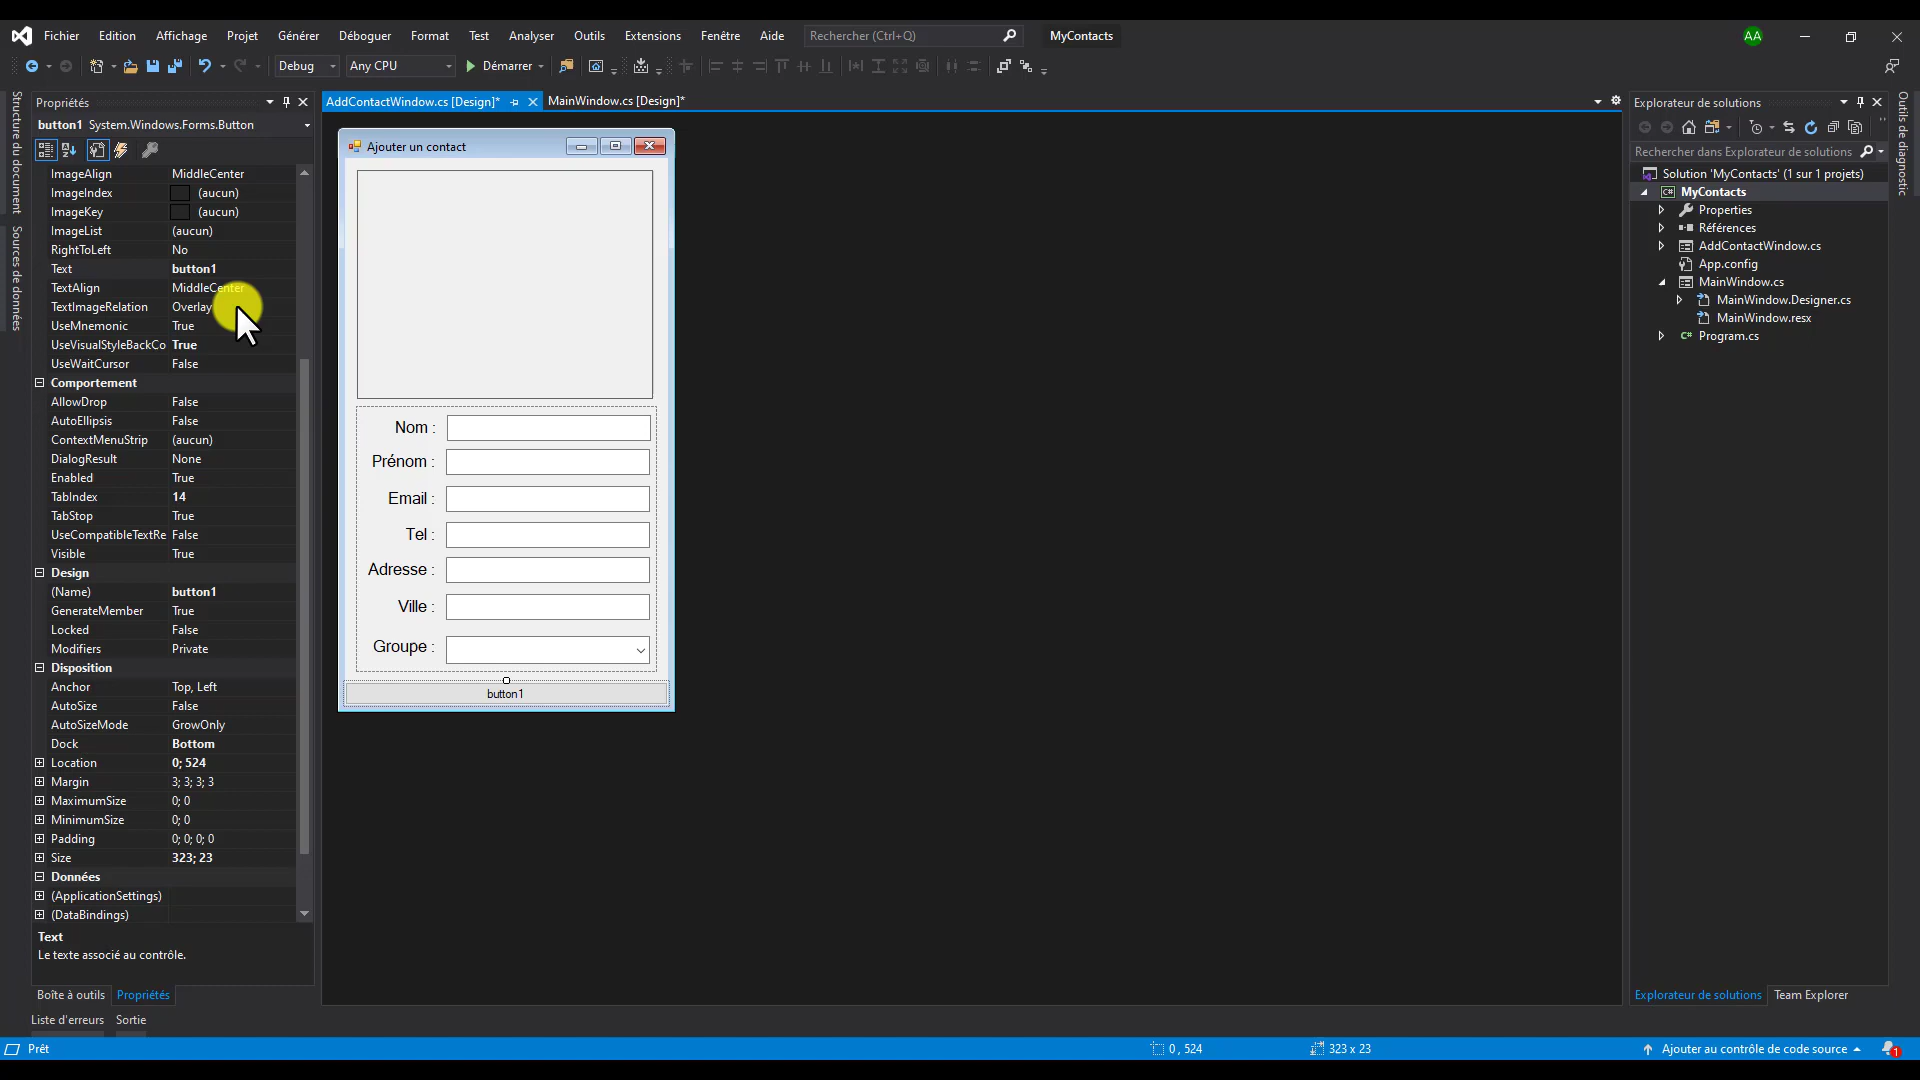 Fichier Edition Affichage Projet Générer Déboguer Format Test Analyser Outils Extensions Fenêtre Aide Rechercher (Ctrl+Q) MyContacts AA
Debug Any CPU Démarrer
Structure du document
Sources de données
Propriétés
button1 System.Windows.Forms.Button
ImageAlign MiddleCenter
ImageIndex (aucun)
ImageKey (aucun)
ImageList (aucun)
RightToLeft No
Text button1
TextAlign MiddleCenter
TextImageRelation Overlay
UseMnemonic True
UseVisualStyleBackCo True
UseWaitCursor False
Comportement
AllowDrop False
AutoEllipsis False
ContextMenuStrip (aucun)
DialogResult None
Enabled True
TabIndex 14
TabStop True
UseCompatibleTextRe False
Visible True
Design
(Name) button1
GenerateMember True
Locked False
Modifiers Private
Disposition
Anchor Top, Left
AutoSize False
AutoSizeMode GrowOnly
Dock Bottom
Location 0; 524
Margin 3; 3; 3; 3
MaximumSize 0; 0
MinimumSize 0; 0
Padding 0; 0; 0; 0
Size 323; 23
Données
(ApplicationSettings)
(DataBindings)
Text
Le texte associé au contrôle.
Boîte à outils Propriétés
Liste d'erreurs Sortie
AddContactWindow.cs [Design]* MainWindow.cs [Design]*
Ajouter un contact
Nom :
Prénom :
Email :
Tel :
Adresse :
Ville :
Groupe :
button1
Explorateur de solutions
Rechercher dans Explorateur de solutions
Solution 'MyContacts' (1 sur 1 projets)
C# MyContacts
Properties
Références
AddContactWindow.cs
App.config
MainWindow.cs
MainWindow.Designer.cs
MainWindow.resx
C# Program.cs
Explorateur de solutions Team Explorer
Outils de diagnostic
Prêt 0 , 524 323 x 23 Ajouter au contrôle de code source 1